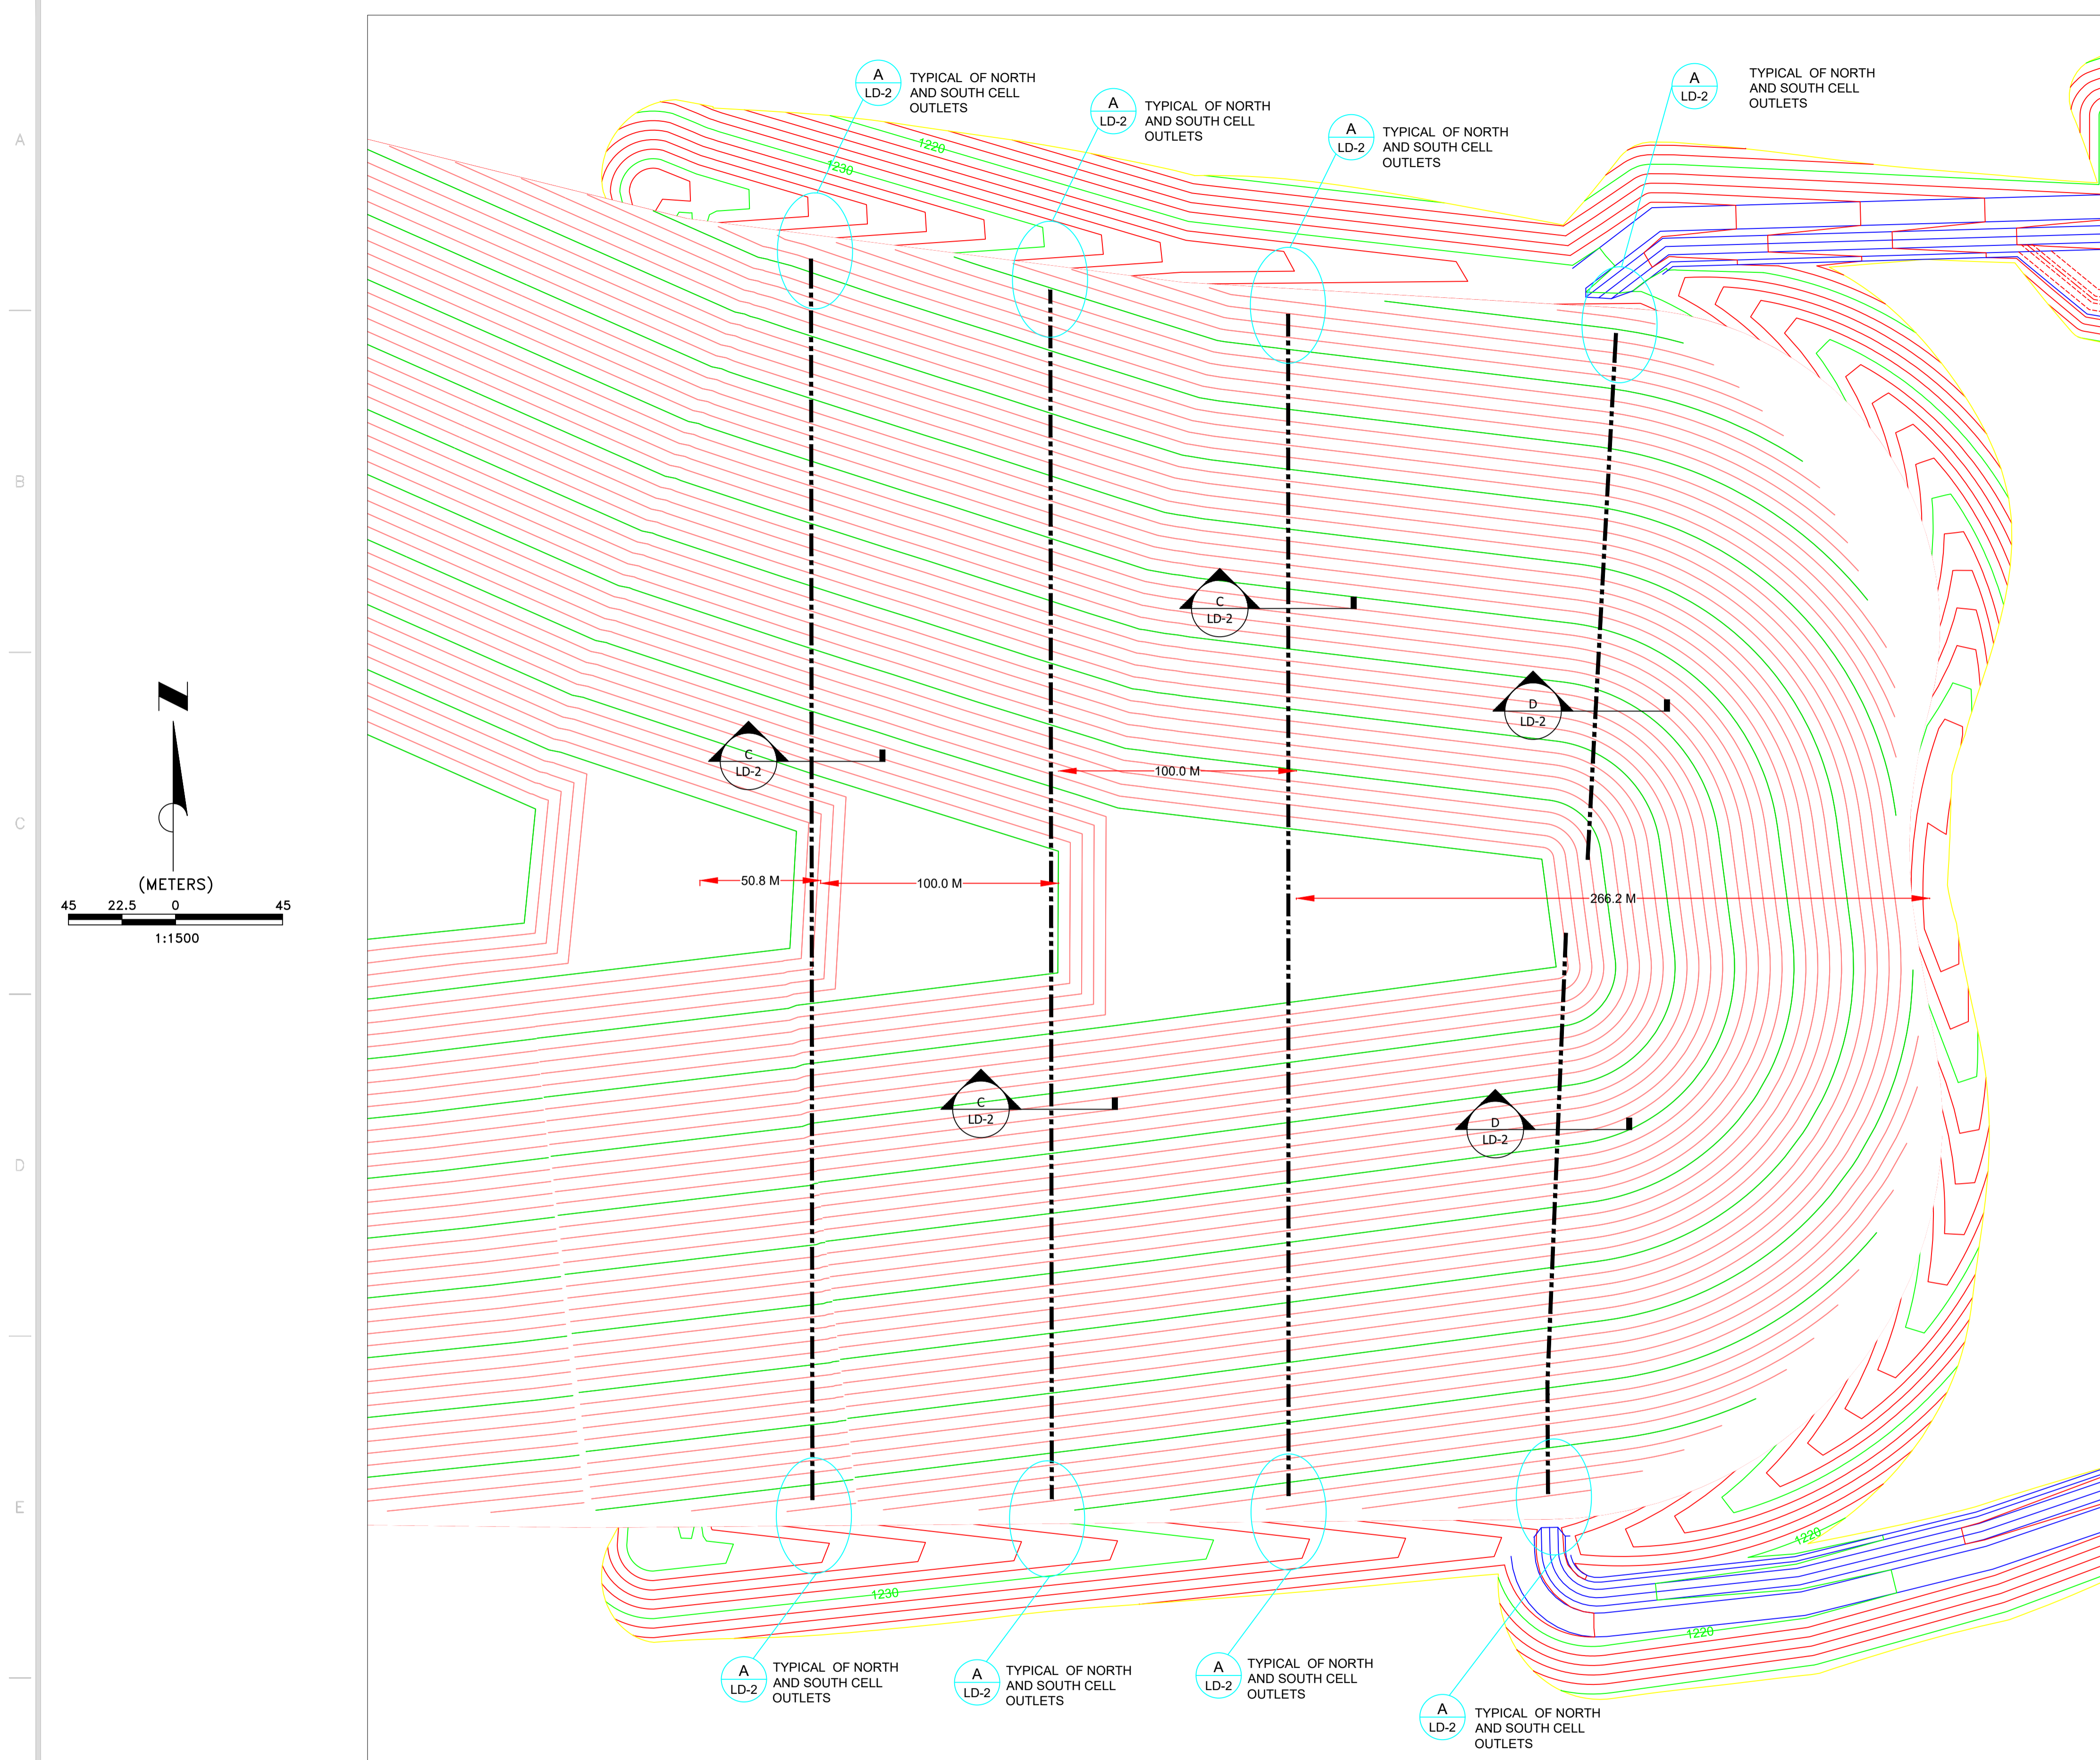 A
LD-2
TYPICAL OF NORTH
AND SOUTH CELL
OUTLETS
A
LD-2
TYPICAL OF NORTH
AND SOUTH CELL
OUTLETS
A
LD-2
TYPICAL OF NORTH
AND SOUTH CELL
OUTLETS
A
LD-2
TYPICAL OF NORTH
AND SOUTH CELL
OUTLETS
A
1220
1230
B
C
LD-2
D
LD-2
N
C
LD-2
100.0 M
C
50.8 M
100.0 M
266.2 M
(METERS)
45 22.5 0 45
1:1500
C
LD-2
D
LD-2
D
E
1220
1230
1220
A
LD-2
TYPICAL OF NORTH
AND SOUTH CELL
OUTLETS
A
LD-2
TYPICAL OF NORTH
AND SOUTH CELL
OUTLETS
A
LD-2
TYPICAL OF NORTH
AND SOUTH CELL
OUTLETS
A
LD-2
TYPICAL OF NORTH
AND SOUTH CELL
OUTLETS